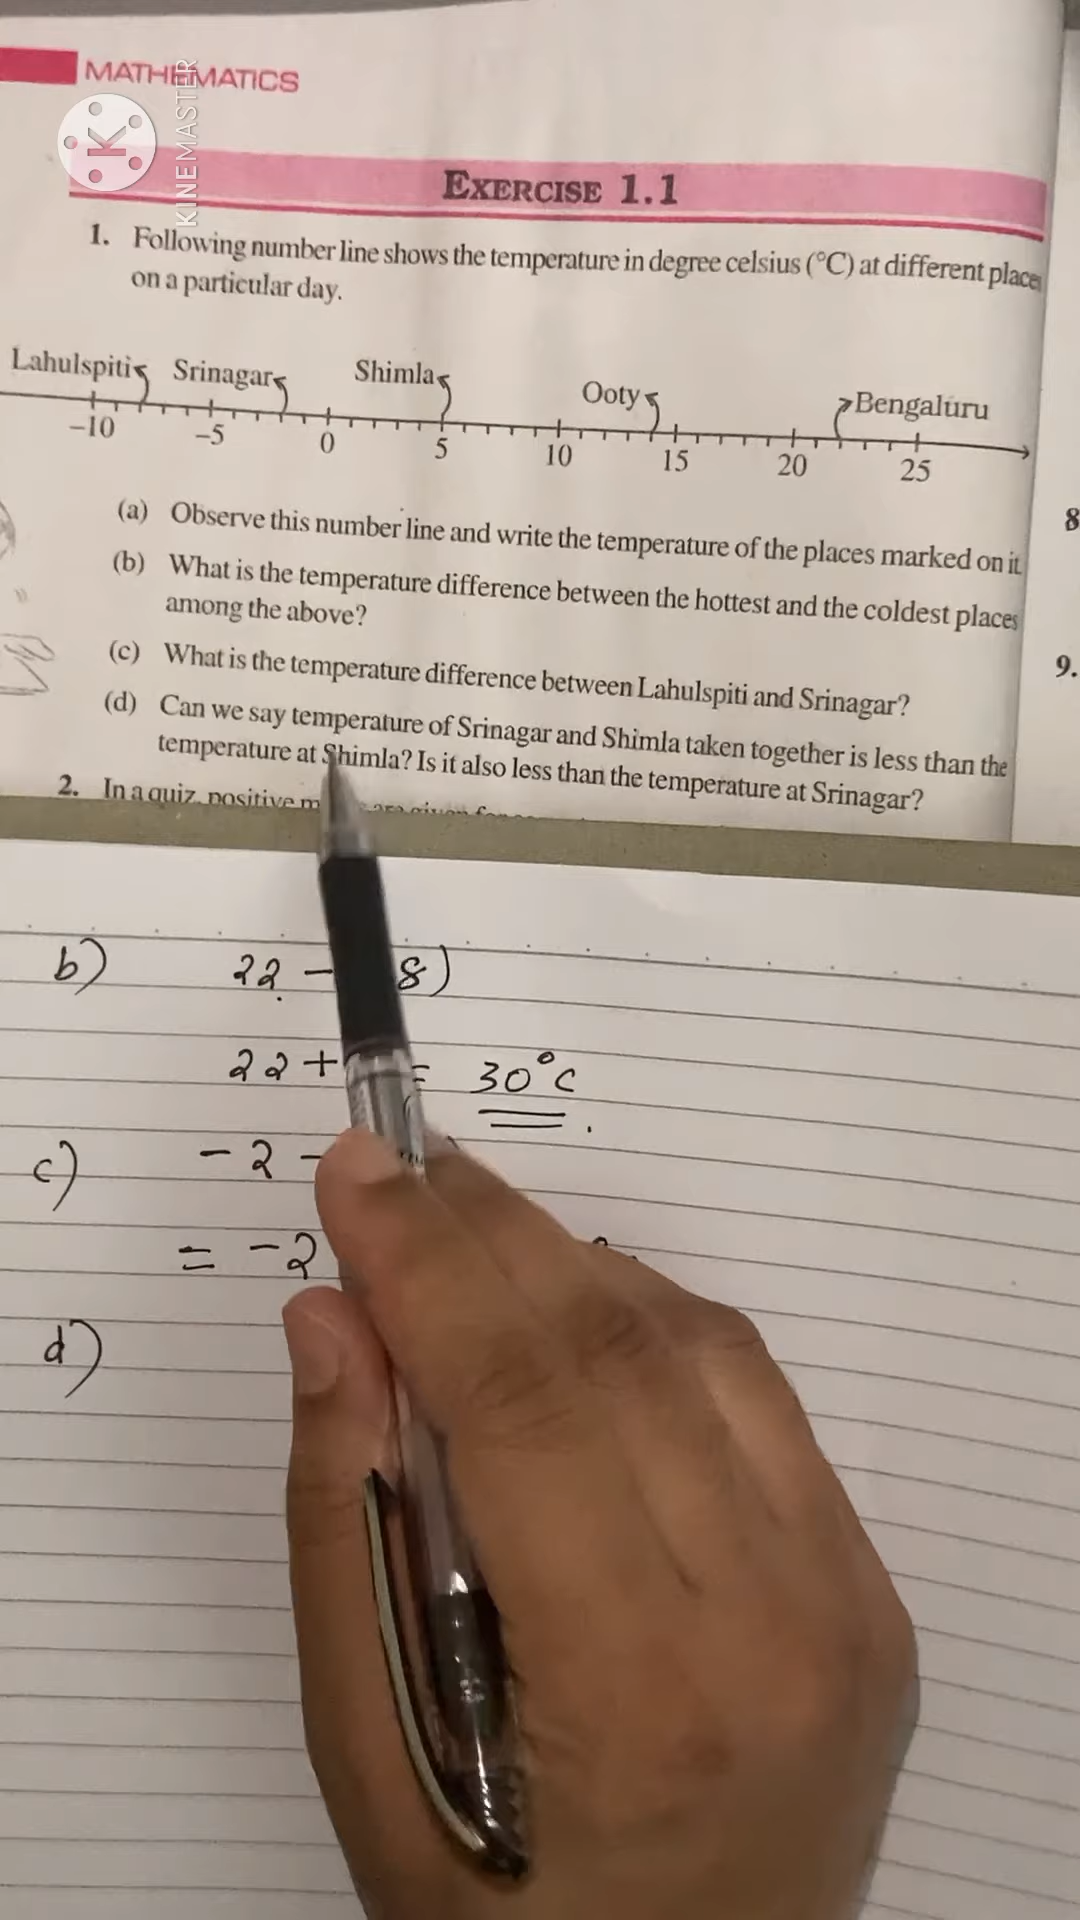 MATHEMATICS
KINEMASTER
EXERCISE 1.1
1. Following number line shows the temperature in degree celsius (°C) at different places
on a particular day.
Lahulspiti Srinagar Shimla Ooty Bengaluru
-10 -5 0 5 10 15 20 25
(a) Observe this number line and write the temperature of the places marked on it.
8
(b) What is the temperature difference between the hottest and the coldest places
among the above?
(c) What is the temperature difference between Lahulspiti and Srinagar?
9.
(d) Can we say temperature of Srinagar and Shimla taken together is less than the
temperature at Shimla? Is it also less than the temperature at Srinagar?
2. In a quiz, positive
b) 22 - 8)
22 + = 30°C
c) - 2 -
= -2
d)